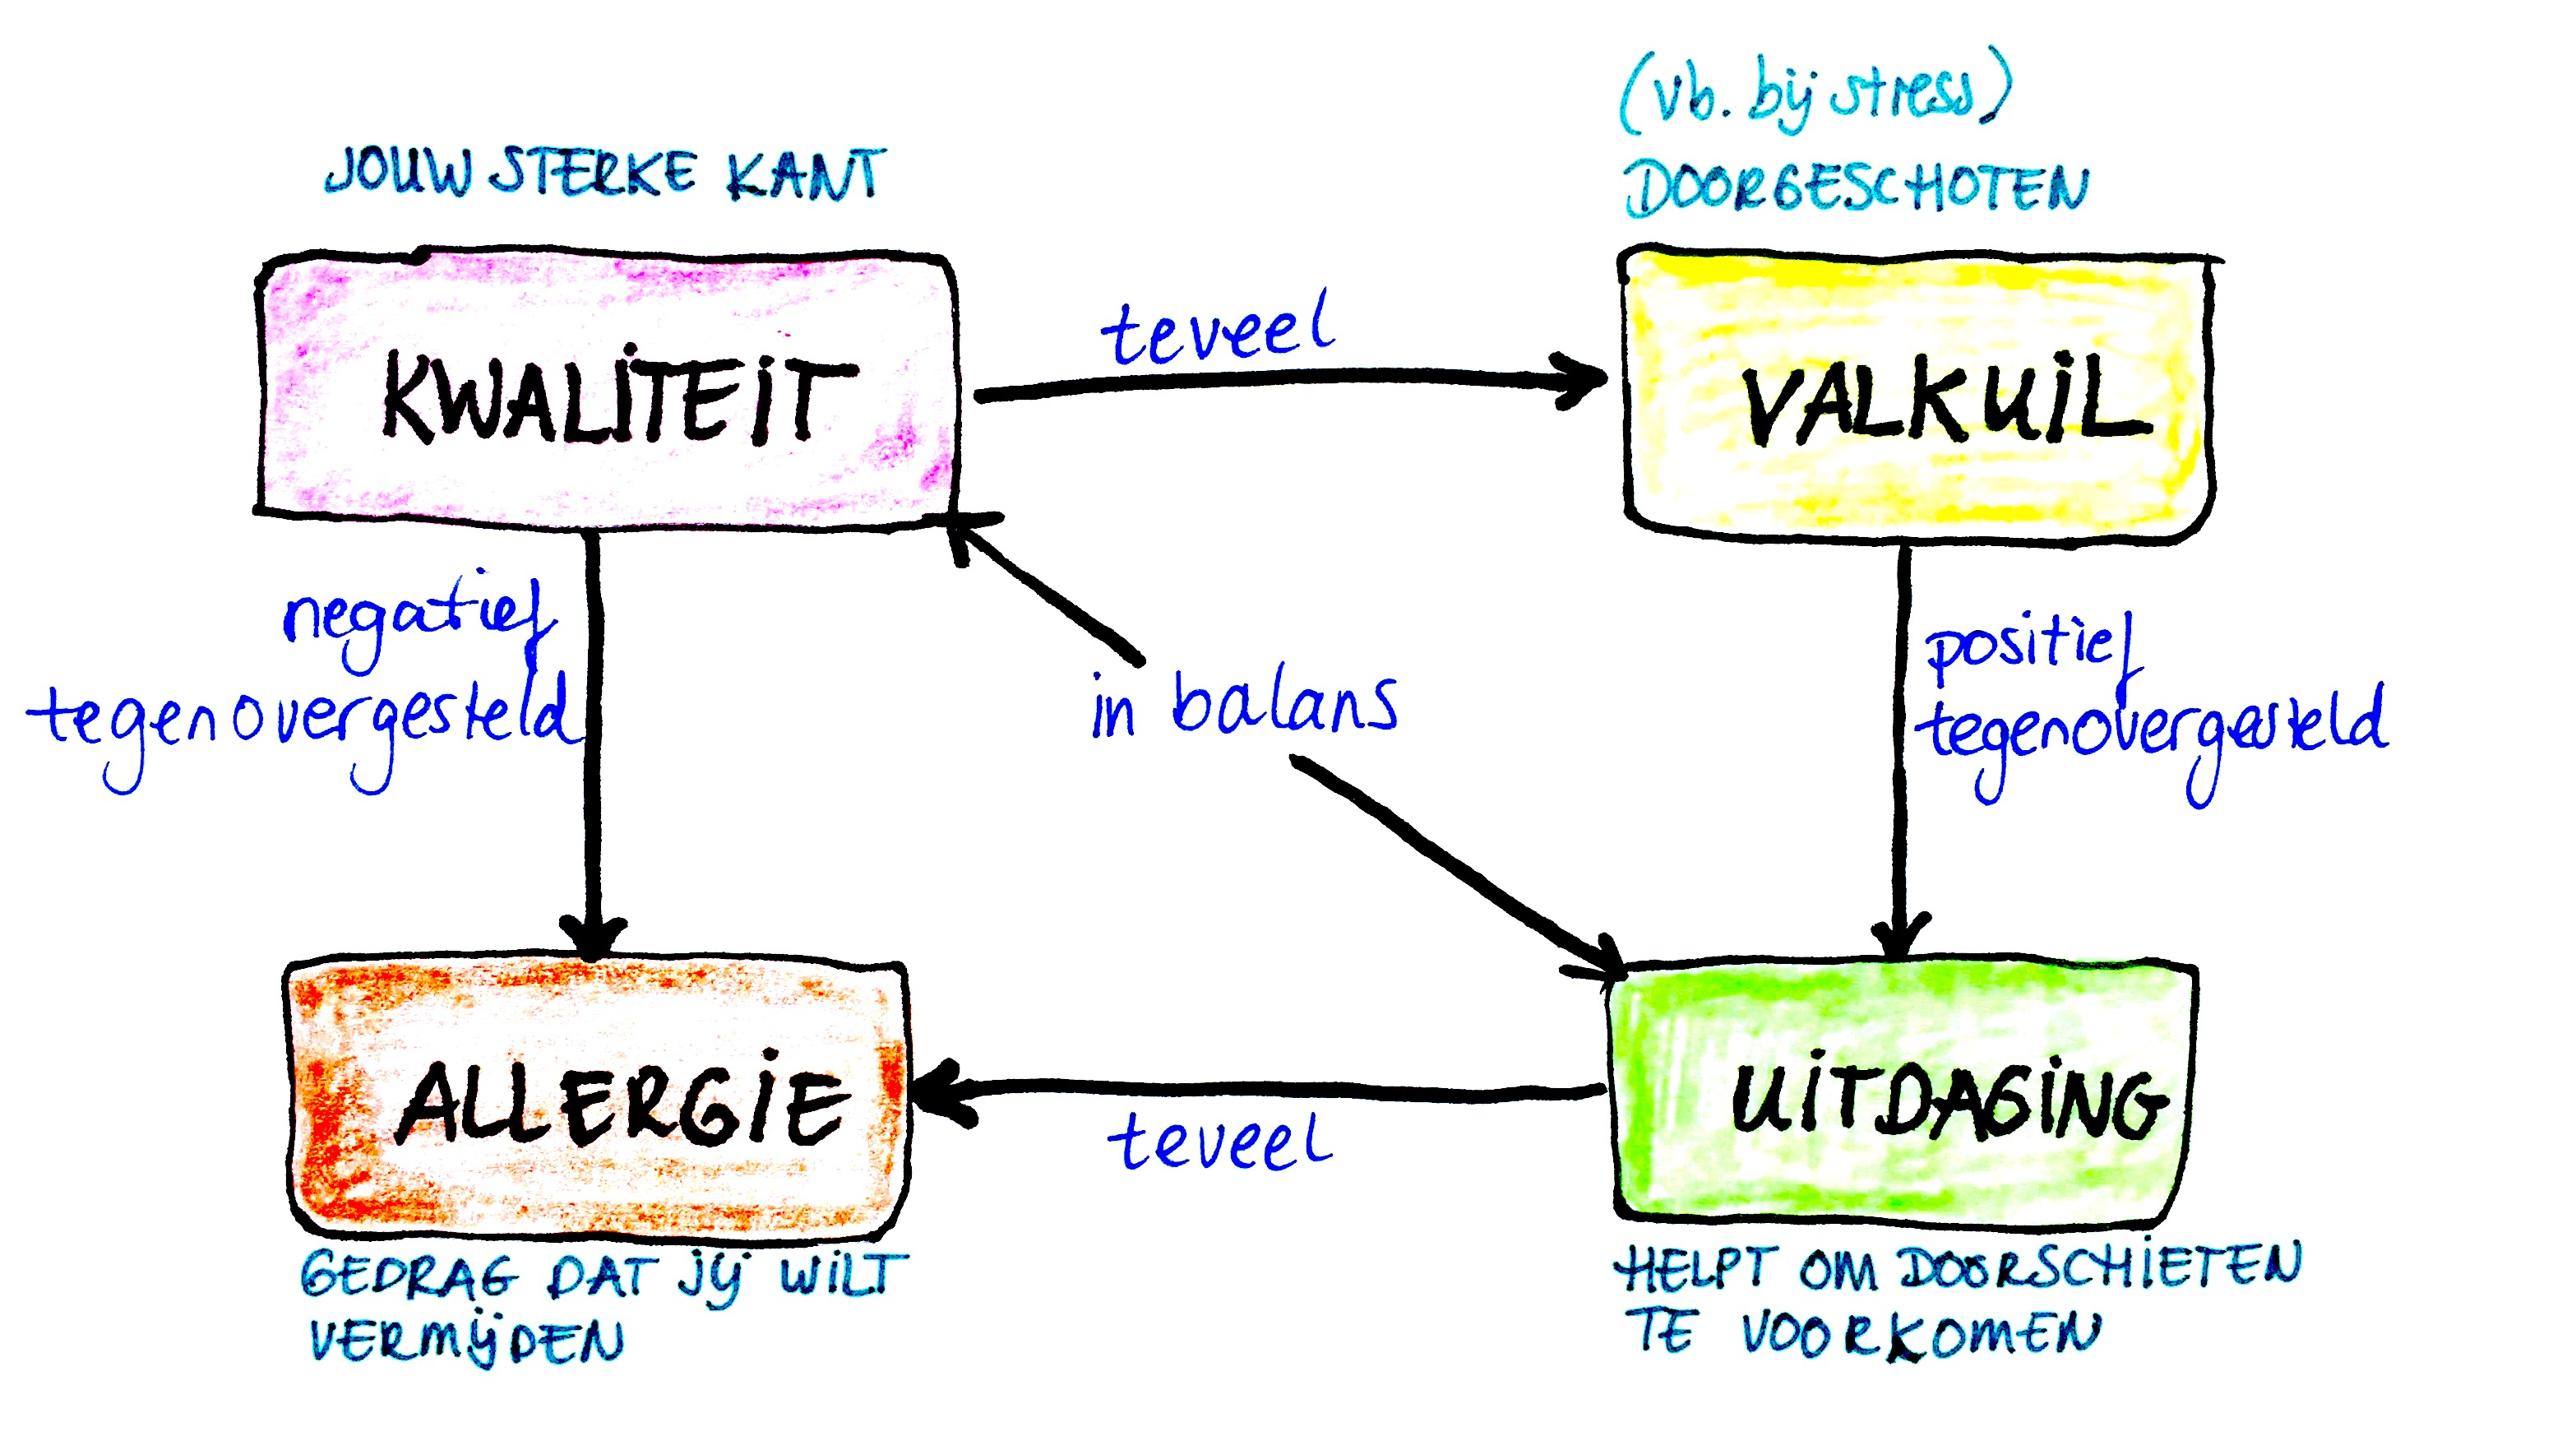 (vb. bij stress)
JOUW STERKE KANT
DOORGESCHOTEN
KWALITEIT
teveel
VALKUIL
negatief
tegenovergesteld
in balans
positief
tegenovergesteld
ALLERGIE
teveel
UITDAGING
GEDRAG DAT JIJ WILT
VERMIJDEN
HELPT OM DOORSCHIETEN
TE VOORKOMEN